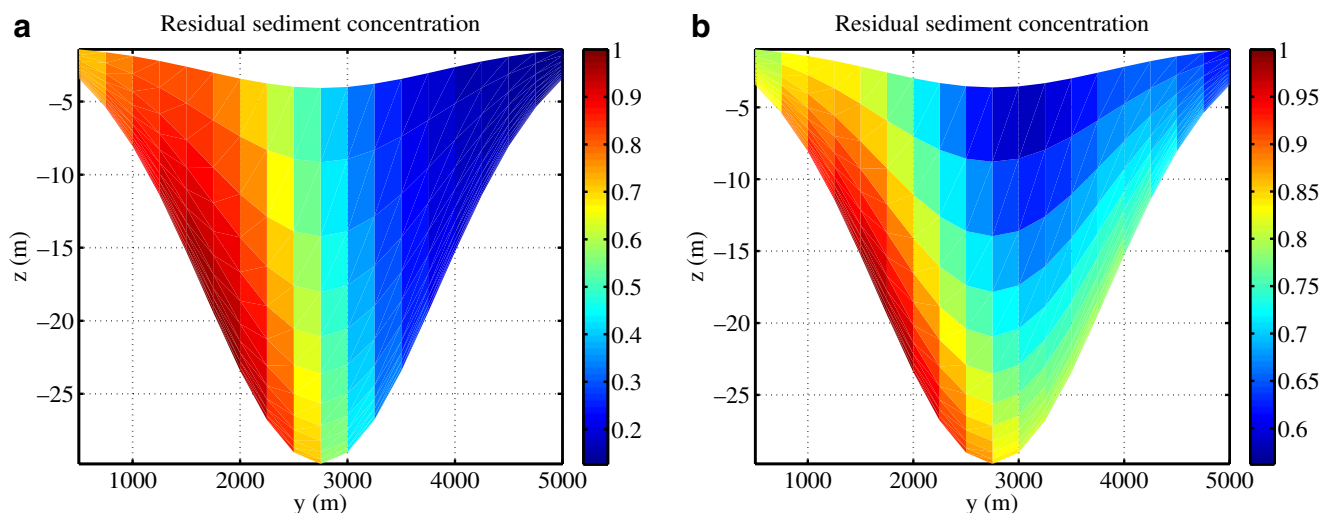 a
Residual sediment concentration
−5
−10
−15
−20
−25
z (m)
1000 2000 3000 4000 5000
y (m)
1
0.9
0.8
0.7
0.6
0.5
0.4
0.3
0.2
b
Residual sediment concentration
−5
−10
−15
−20
−25
z (m)
1000 2000 3000 4000 5000
y (m)
1
0.95
0.9
0.85
0.8
0.75
0.7
0.65
0.6